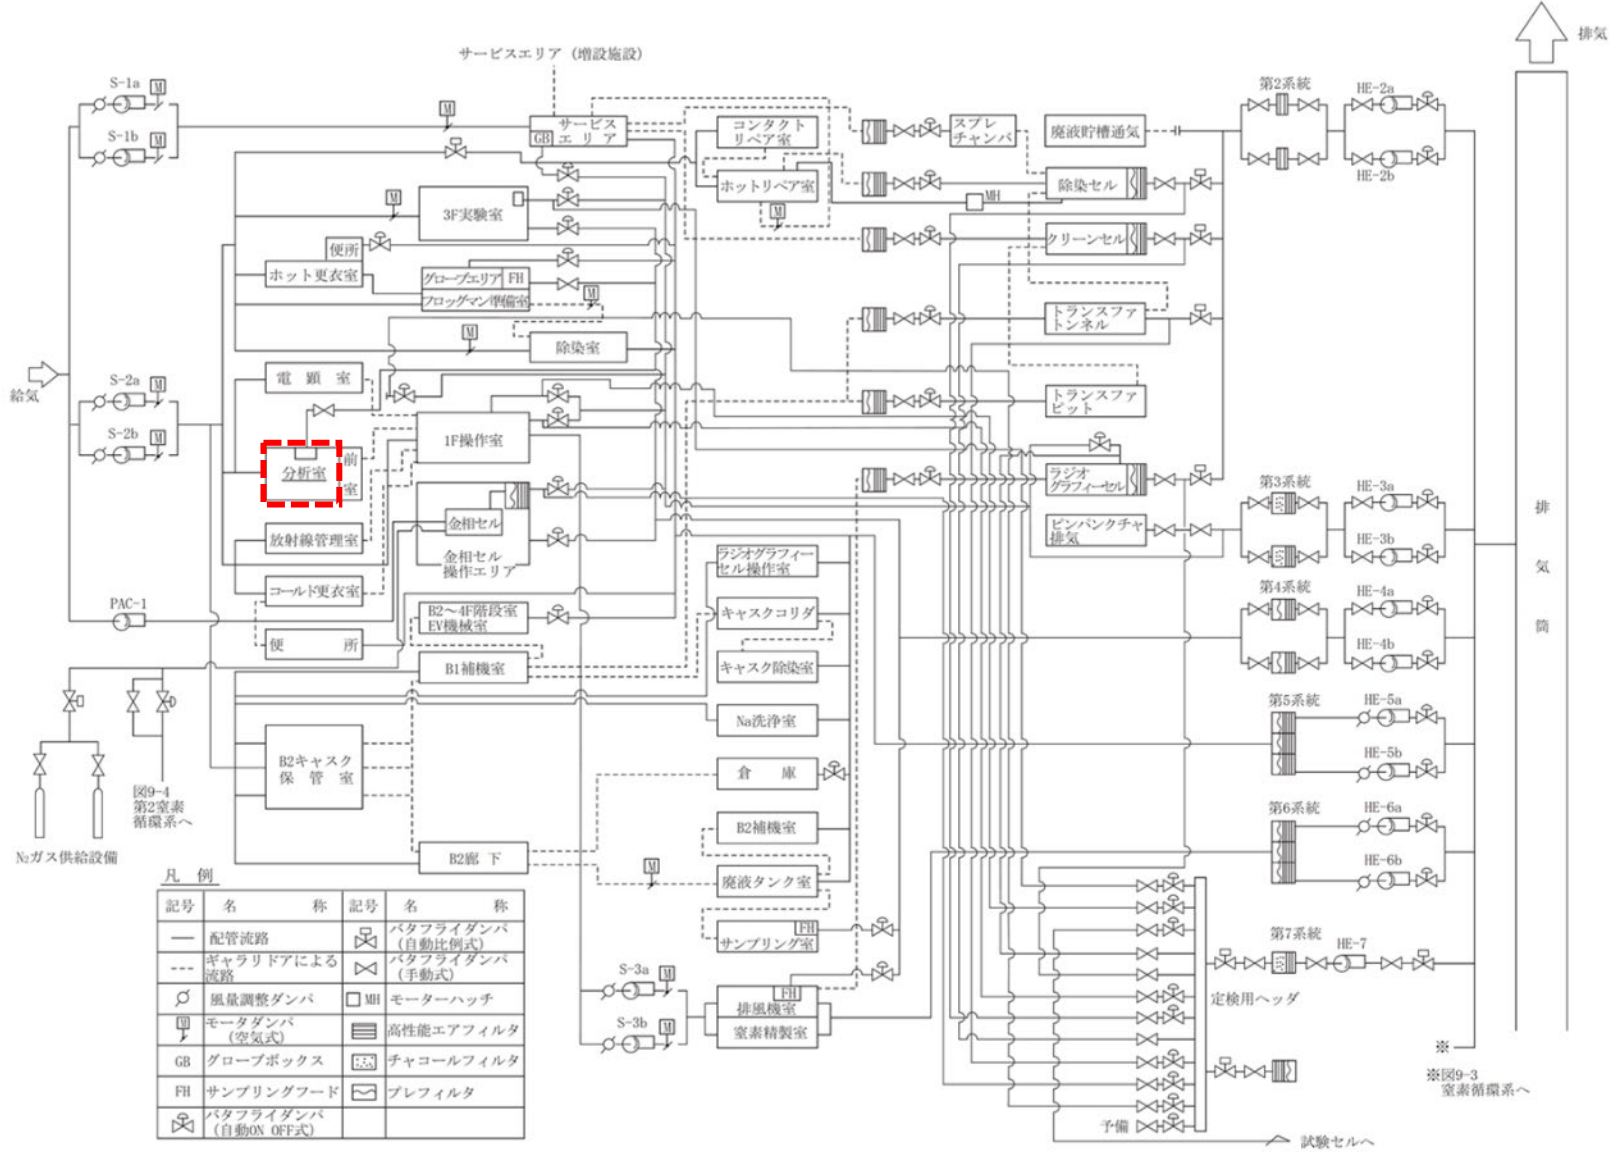 サービスエリア（増設施設）
排気
S-1a
M
S-1b
M
M
サービス
エリア
GB
コンタクト
リペア室
スプレ
チャンバ
廃液貯槽通気
第2系統
HE-2a
HE-2b
ホットリペア室
M
MH
除染セル
M
3F実験室
クリーンセル
便所
ホット更衣室
グローブエリア
FH
フロッグマン準備室
M
トランスファ
トンネル
M
除染室
給気
S-2a
M
S-2b
M
電顕室
トランスファ
ピット
1F操作室
分析室
前
室
ラジオ
グラフィーセル
第3系統
HE-3a
HE-3b
排
気
筒
金相セル
金相セル
操作エリア
放射線管理室
ピンパンクチャ
排気
ラジオグラフィー
セル操作室
コールド更衣室
PAC-1
B2～4F階段室
EV機械室
キャスクコリダ
第4系統
HE-4a
HE-4b
便所
B1補機室
キャスク除染室
第5系統
HE-5a
HE-5b
Na洗浄室
B2キャスク
保管室
倉庫
図9-4
第2窒素
循環系へ
N₂ガス供給設備
B2補機室
第6系統
HE-6a
HE-6b
B2廊下
M
廃液タンク室
FH
サンプリング室
第7系統
HE-7
定検用ヘッダ
S-3a
M
S-3b
M
FH
排風機室
窒素精製室
※
※図9-3
窒素循環系へ
予備
試験セルへ
凡例
記号 名称 記号 名称
配管流路 バタフライダンパ
(自動比例式)
ギャラリドアによる
流路 バタフライダンパ
(手動式)
風量調整ダンパ MH モーターハッチ
M モータダンパ
(空気式) 高性能エアフィルタ
GB グローブボックス チャコールフィルタ
FH サンプリングフード プレフィルタ
バタフライダンパ
(自動ON OFF式)